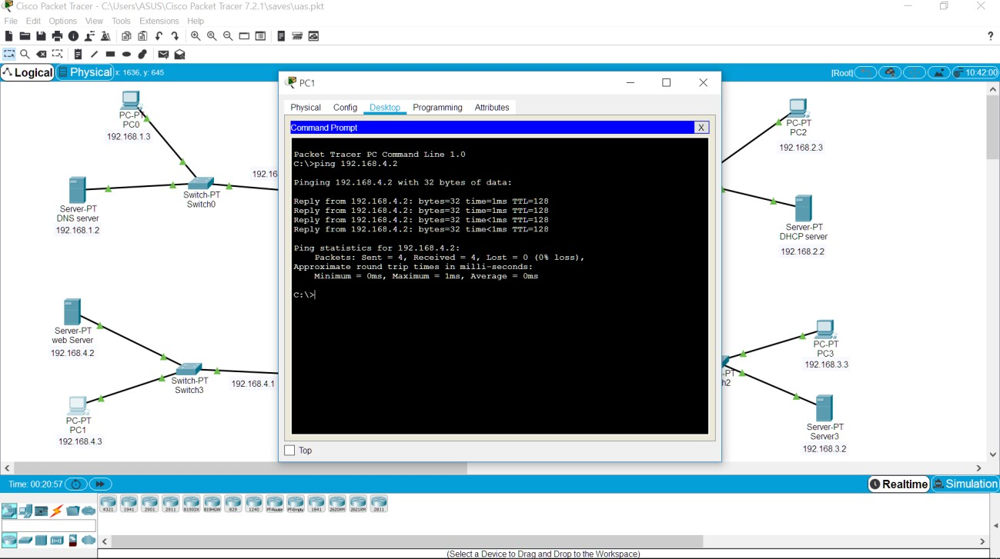 Cisco Packet Tracer - C:\Users\ASUS\Cisco Packet Tracer 7.2.1\saves\uas.pkt
File Edit Options View Tools Extensions Help
?
Logical Physical x: 1636, y: 645
[Root] 10:42:00
PC-PT
PC0
192.168.1.3
Server-PT
DNS server
192.168.1.2
Switch-PT
Switch0
192.16
Server-PT
web Server
192.168.4.2
Switch-PT
Switch3
192.168.4.1
PC-PT
PC1
192.168.4.3
PC1
Physical Config Desktop Programming Attributes
Command Prompt X
Packet Tracer PC Command Line 1.0
C:\>ping 192.168.4.2
Pinging 192.168.4.2 with 32 bytes of data:
Reply from 192.168.4.2: bytes=32 time=1ms TTL=128
Reply from 192.168.4.2: bytes=32 time=1ms TTL=128
Reply from 192.168.4.2: bytes=32 time<1ms TTL=128
Reply from 192.168.4.2: bytes=32 time<1ms TTL=128
Ping statistics for 192.168.4.2:
Packets: Sent = 4, Received = 4, Lost = 0 (0% loss),
Approximate round trip times in milli-seconds:
Minimum = 0ms, Maximum = 1ms, Average = 0ms
C:\>
Top
PC-PT
PC2
192.168.2.3
Server-PT
DHCP server
192.168.2.2
PC-PT
PC3
192.168.3.3
-PT
h2
Server-PT
Server3
192.168.3.2
Time: 00:20:57
Realtime Simulation
4321 1941 2901 2911 819IOX 819HGW 829 1240 PT-Router PT-Empty 1841 2620XM 2621XM 2811
(Select a Device to Drag and Drop to the Workspace)